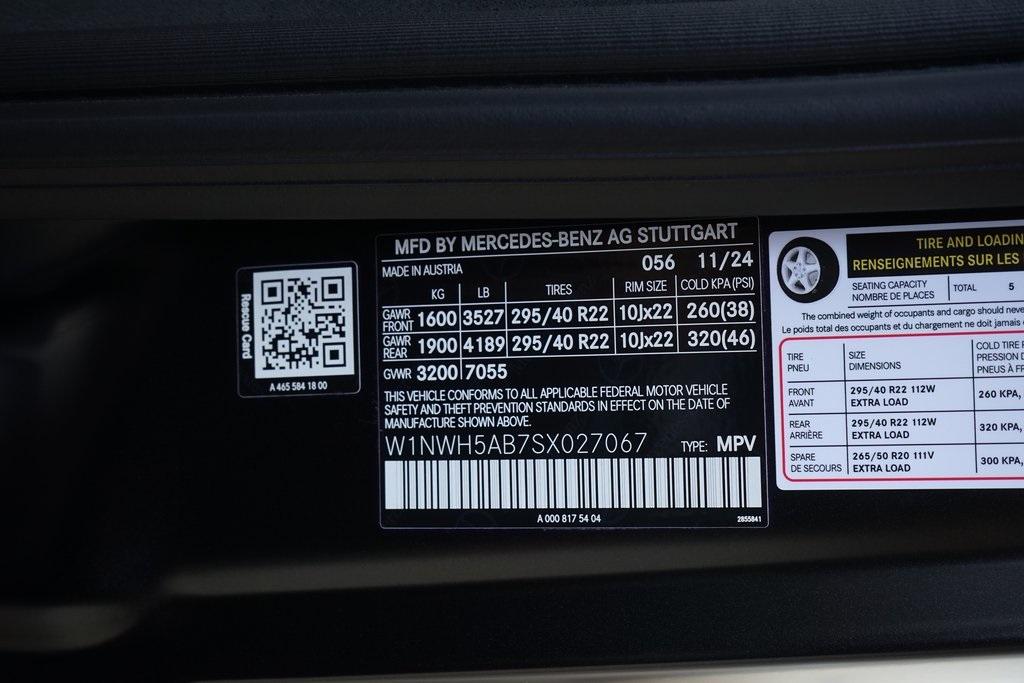 Rescue Card
A 465 584 18 00
MFD BY MERCEDES-BENZ AG STUTTGART
MADE IN AUSTRIA 056 11/24
KG LB TIRES RIM SIZE COLD KPA (PSI)
GAWR FRONT 1600 3527 295/40 R22 10Jx22 260(38)
GAWR REAR 1900 4189 295/40 R22 10Jx22 320(46)
GVWR 3200 7055
THIS VEHICLE CONFORMS TO ALL APPLICABLE FEDERAL MOTOR VEHICLE
SAFETY AND THEFT PREVENTION STANDARDS IN EFFECT ON THE DATE OF
MANUFACTURE SHOWN ABOVE.
W1NWH5AB7SX027067 TYPE: MPV
A 000 817 54 04 2855841
TIRE AND LOADIN
RENSEIGNEMENTS SUR LES
SEATING CAPACITY
NOMBRE DE PLACES
TOTAL 5
The combined weight of occupants and cargo should neve
Le poids total des occupants et du chargement ne doit jamais
TIRE
PNEU
SIZE
DIMENSIONS
COLD TIRE
PRESSION
PNEUS À
FRONT
AVANT
295/40 R22 112W
EXTRA LOAD
260 KPA,
REAR
ARRIÈRE
295/40 R22 112W
EXTRA LOAD
320 KPA,
SPARE
DE SECOURS
265/50 R20 111V
EXTRA LOAD
300 KPA,